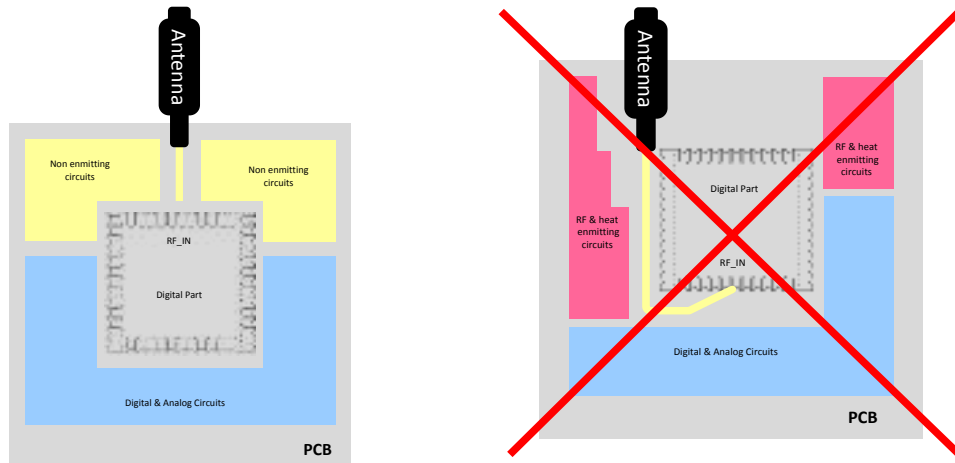 Antenna
Non enmitting
circuits
Non enmitting
circuits
RF_IN
Digital Part
Digital & Analog Circuits
PCB
Antenna
RF & heat
enmitting
circuits
Digital Part
RF & heat
enmitting
circuits
RF_IN
Digital & Analog Circuits
PCB